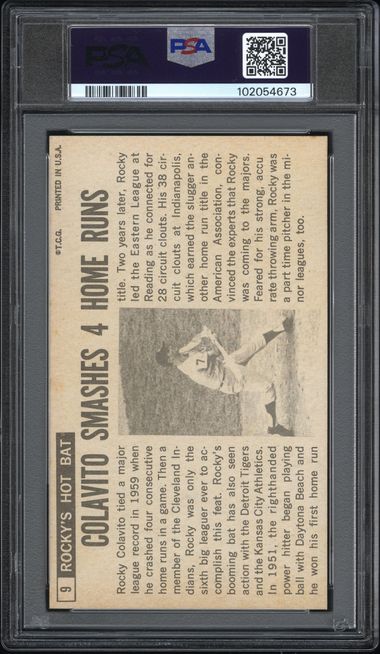 PSA
PSA
102054673
9 ROCKY'S HOT BAT
©T.C.G. PRINTED IN U.S.A.
COLAVITO SMASHES 4 HOME RUNS
Rocky Colavito tied a major
league record in 1959 when
he crashed four consecutive
home runs in a game. Then a
member of the Cleveland In-
dians, Rocky was only the
sixth big leaguer ever to ac-
complish this feat. Rocky's
booming bat has also seen
action with the Detroit Tigers
and the Kansas City Athletics.
In 1951, the righthanded
power hitter began playing
ball with Daytona Beach and
he won his first home run
7
title. Two years later, Rocky
led the Eastern League at
Reading as he connected for
28 circuit clouts. His 38 cir-
cuit clouts at Indianapolis,
which earned the slugger an-
other home run title in the
American Association, con-
vinced the experts that Rocky
was coming to the majors.
Feared for his strong, accu
rate throwing arm, Rocky was
a part time pitcher in the mi-
nor leagues, too.